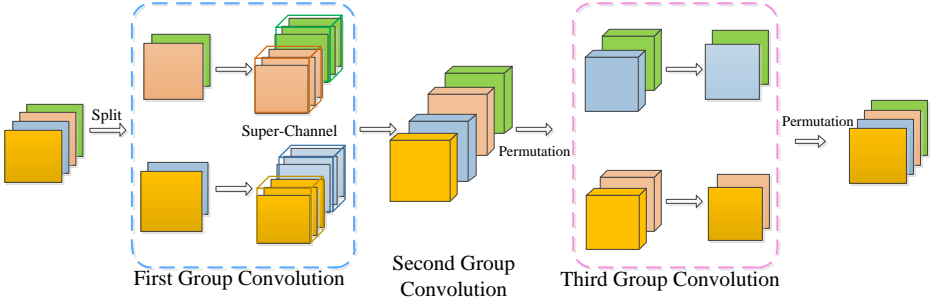 Split
Super-Channel
Permutation
Permutation
First Group Convolution
Second Group
Convolution
Third Group Convolution